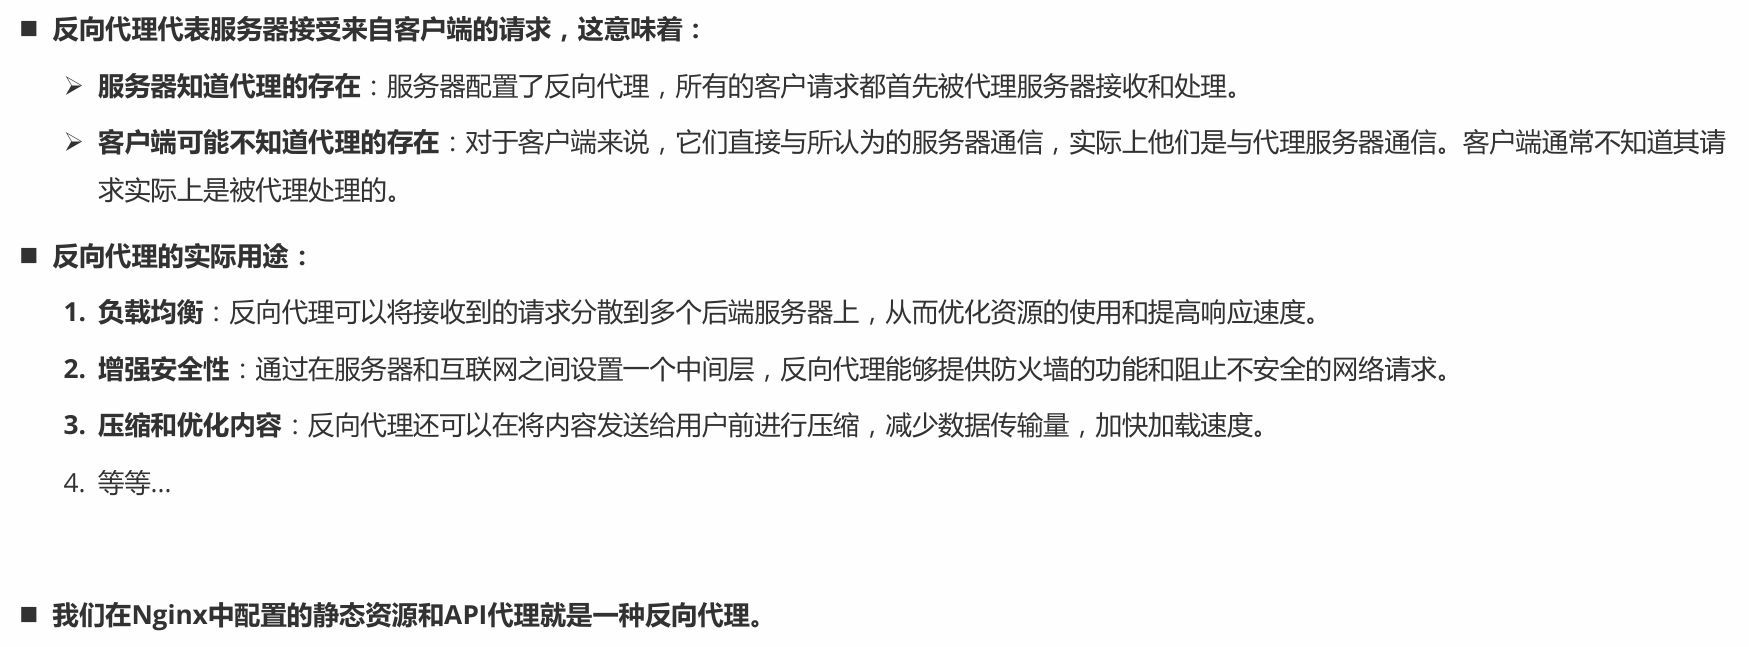 ■ 反向代理代表服务器接受来自客户端的请求，这意味着：
➢ 服务器知道代理的存在：服务器配置了反向代理，所有的客户请求都首先被代理服务器接收和处理。
➢ 客户端可能不知道代理的存在：对于客户端来说，它们直接与所认为的服务器通信，实际上他们是与代理服务器通信。客户端通常不知道其请
求实际上是被代理处理的。
■ 反向代理的实际用途：
1. 负载均衡：反向代理可以将接收到的请求分散到多个后端服务器上，从而优化资源的使用和提高响应速度。
2. 增强安全性：通过在服务器和互联网之间设置一个中间层，反向代理能够提供防火墙的功能和阻止不安全的网络请求。
3. 压缩和优化内容：反向代理还可以在将内容发送给用户前进行压缩，减少数据传输量，加快加载速度。
4. 等等...
■ 我们在Nginx中配置的静态资源和API代理就是一种反向代理。